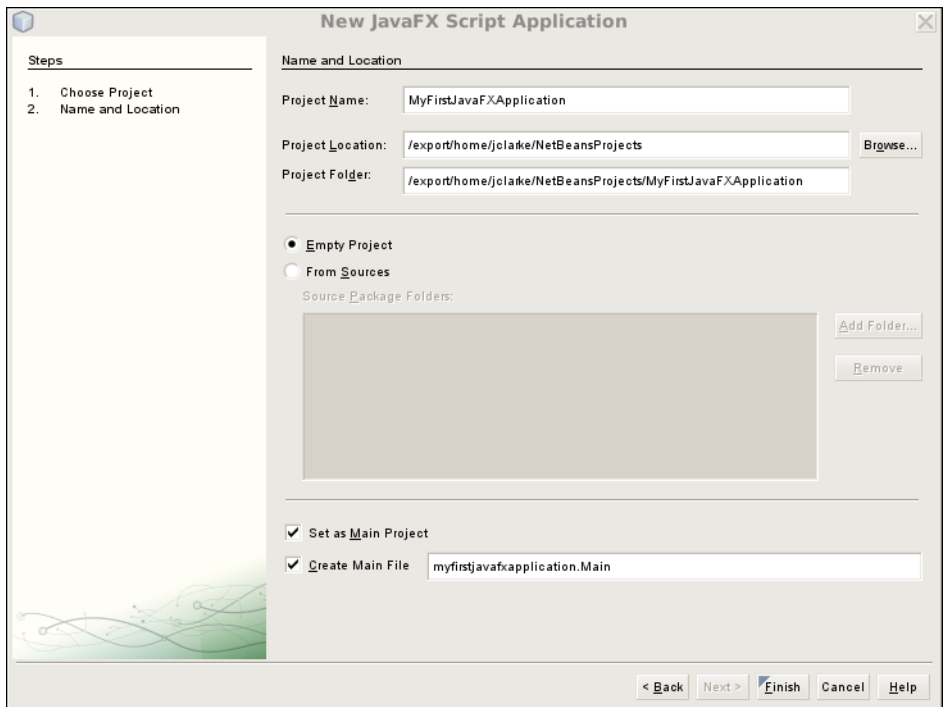 New JavaFX Script Application
Steps
1. Choose Project
2. Name and Location
Name and Location
Project Name: MyFirstJavaFXApplication
Project Location: /export/home/jclarke/NetBeansProjects Browse...
Project Folder: /export/home/jclarke/NetBeansProjects/MyFirstJavaFXApplication
Empty Project
From Sources
Source Package Folders:
Add Folder...
Remove
Set as Main Project
Create Main File myfirstjavafxapplication.Main
< Back Next > Finish Cancel Help